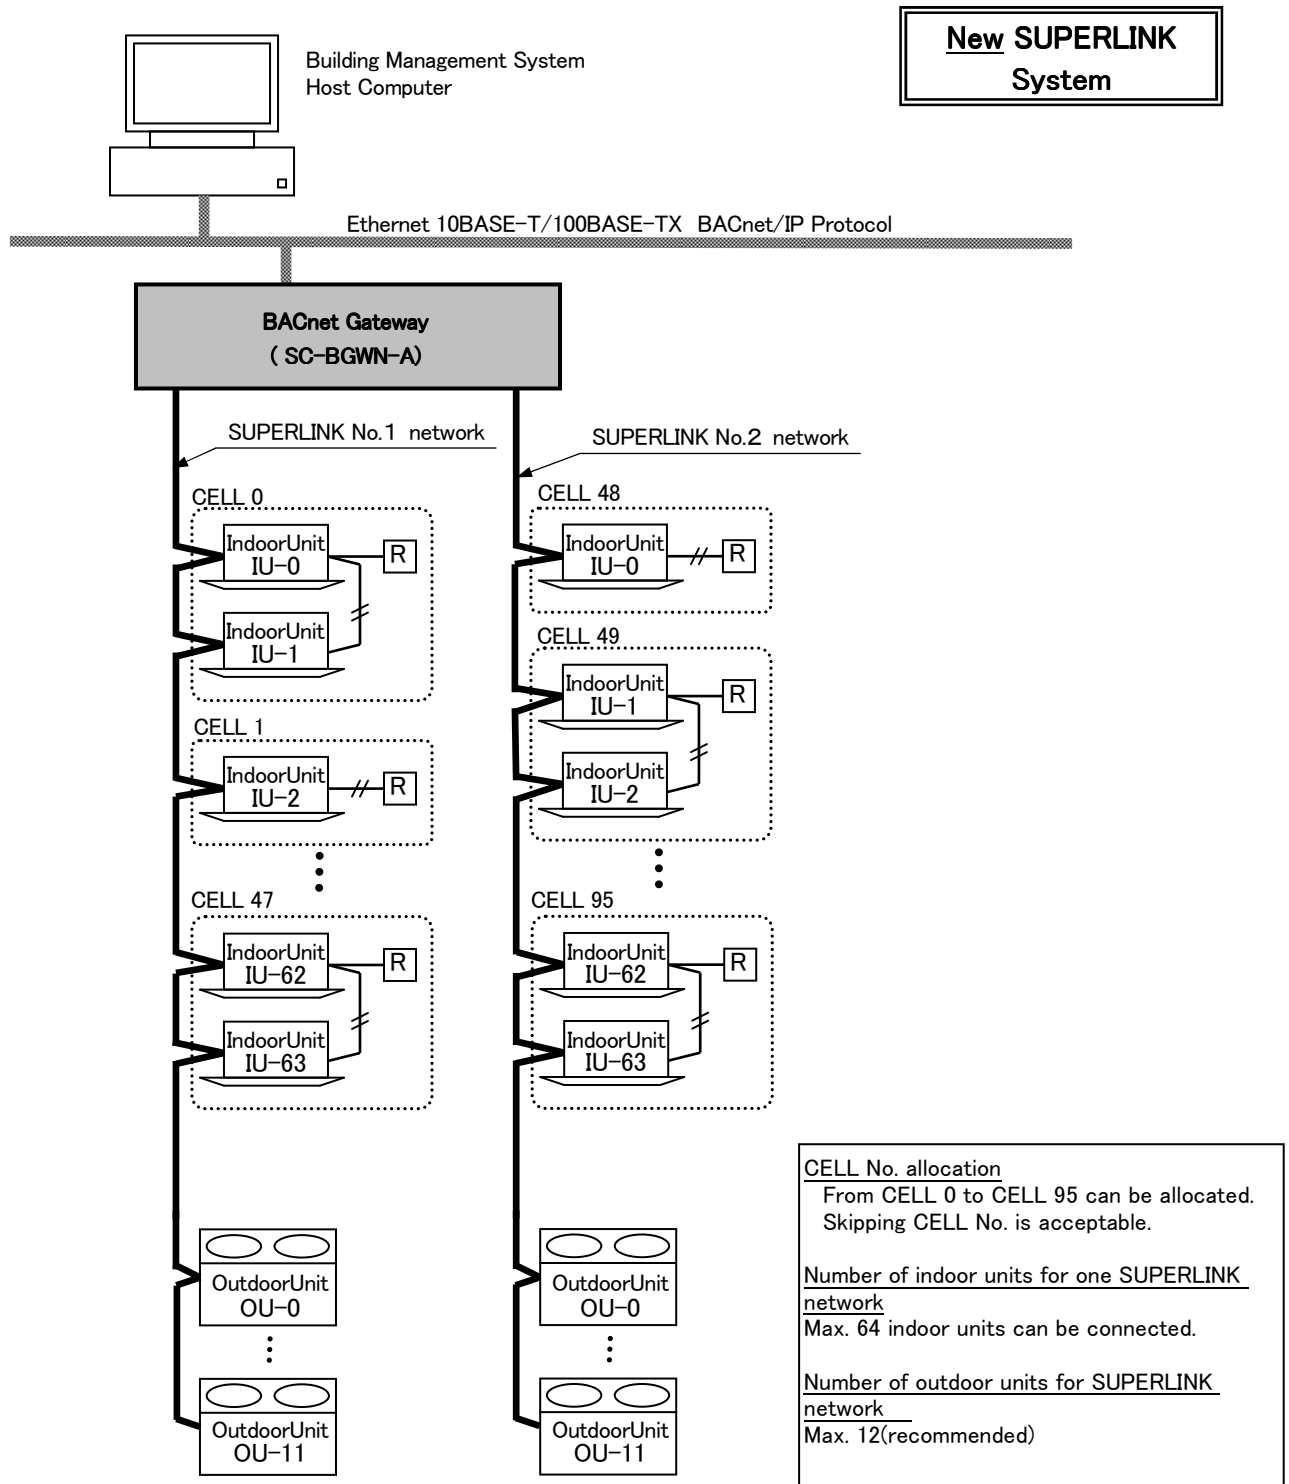 New SUPERLINK
System
Building Management System
Host Computer
Ethernet 10BASE-T/100BASE-TX BACnet/IP Protocol
BACnet Gateway
( SC-BGWN-A)
SUPERLINK No.1 network
SUPERLINK No.2 network
CELL 0
IndoorUnit
IU-0
R
IndoorUnit
IU-1
CELL 1
IndoorUnit
IU-2
R
CELL 47
IndoorUnit
IU-62
R
IndoorUnit
IU-63
OutdoorUnit
OU-0
OutdoorUnit
OU-11
CELL 48
IndoorUnit
IU-0
R
CELL 49
IndoorUnit
IU-1
R
IndoorUnit
IU-2
CELL 95
IndoorUnit
IU-62
R
IndoorUnit
IU-63
OutdoorUnit
OU-0
OutdoorUnit
OU-11
CELL No. allocation
From CELL 0 to CELL 95 can be allocated.
Skipping CELL No. is acceptable.
Number of indoor units for one SUPERLINK
network
Max. 64 indoor units can be connected.
Number of outdoor units for SUPERLINK
network
Max. 12(recommended)